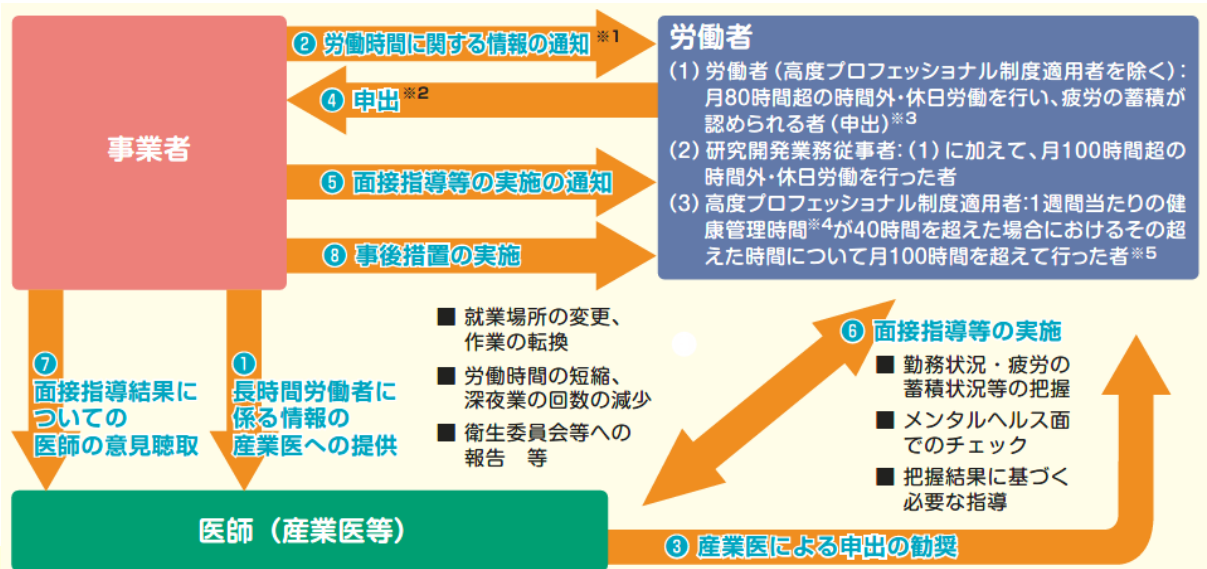 事業者
❷ 労働時間に関する情報の通知※1
❹ 申出※2
❺ 面接指導等の実施の通知
❽ 事後措置の実施
労働者
(1) 労働者(高度プロフェッショナル制度適用者を除く):
月80時間超の時間外・休日労働を行い、疲労の蓄積が
認められる者(申出)※3
(2) 研究開発業務従事者:(1)に加えて、月100時間超の
時間外・休日労働を行った者
(3) 高度プロフェッショナル制度適用者:1週間当たりの健
康管理時間※4が40時間を超えた場合におけるその超
えた時間について月100時間を超えて行った者※5
❼
面接指導結果に
ついての
医師の意見聴取
❶
長時間労働者に
係る情報の
産業医への提供
■ 就業場所の変更、
作業の転換
■ 労働時間の短縮、
深夜業の回数の減少
■ 衛生委員会等への
報告 等
❻ 面接指導等の実施
■ 勤務状況・疲労の
蓄積状況等の把握
■ メンタルヘルス面
でのチェック
■ 把握結果に基づく
必要な指導
医師(産業医等)
❸ 産業医による申出の勧奨